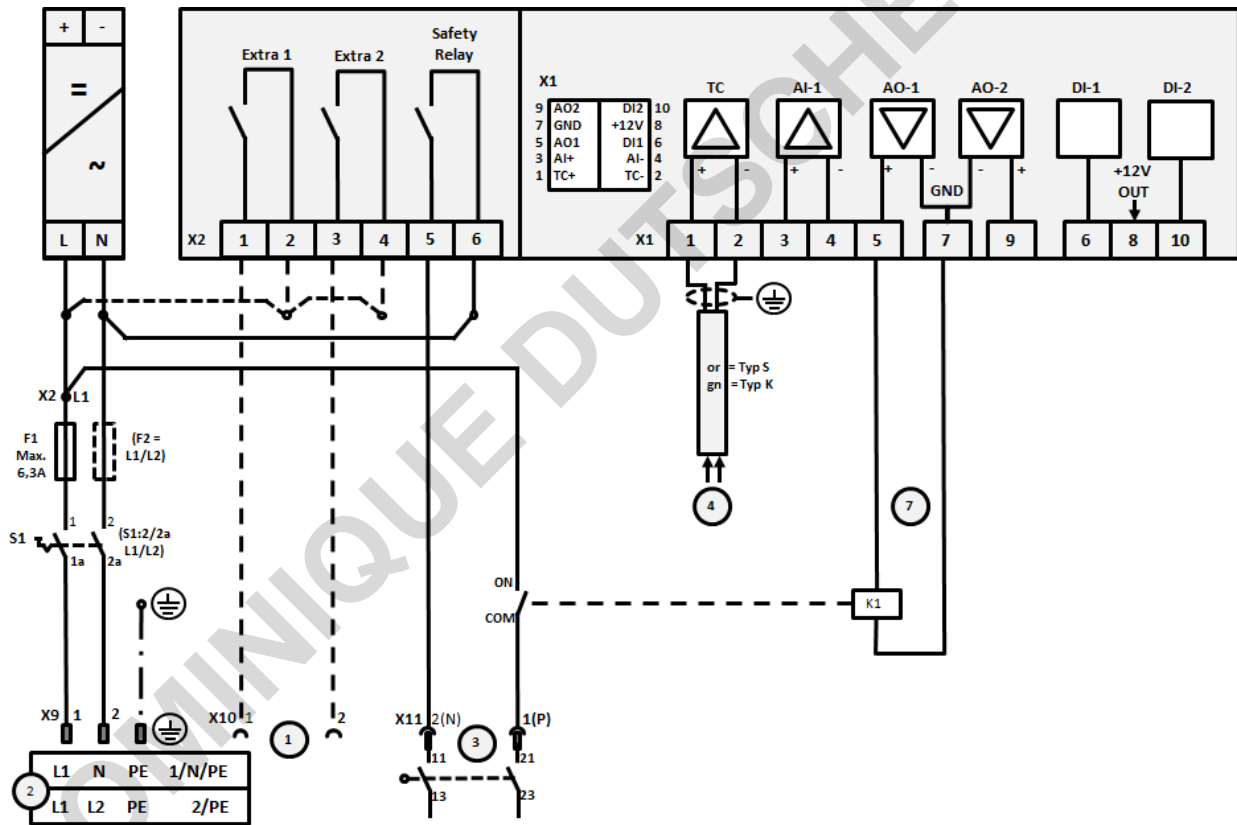 + -
= ~
L N
Extra 1 Extra 2 Safety Relay
X2 1 2 3 4 5 6
X1
9 AO2 DI2 10
7 GND +12V 8
5 AO1 DI1 6
3 AI+ AI- 4
1 TC+ TC- 2
TC AI-1 AO-1 AO-2 DI-1 DI-2
+ - + - + - - +
GND
+12V
OUT
X1 1 2 3 4 5 7 9 6 8 10
or = Typ S
gn = Typ K
4
7
X2 L1
F1
Max.
6,3A
(F2 =
L1/L2)
S1 1 2
1a 2a
(S1:2/2a
L1/L2)
ON
COM
K1
X9 1 2
X10 1 2
1
X11 2(N) 1(P)
3
11 21
13 23
2
L1 N PE 1/N/PE
L1 L2 PE 2/PE
OMINIQUE DUTSCHE